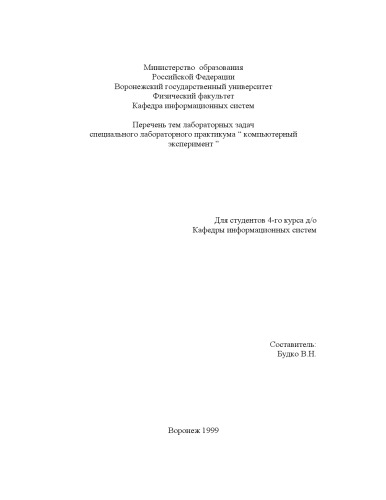 Министерство образования
Российской Федерации
Воронежский государственный университет
Физический факультет
Кафедра информационных систем
Перечень тем лабораторных задач
специального лабораторного практикума “ компьютерный
эксперимент ”
Для студентов 4-го курса д/о
Кафедры информационных систем
Составитель:
Будко В.Н.
Воронеж 1999